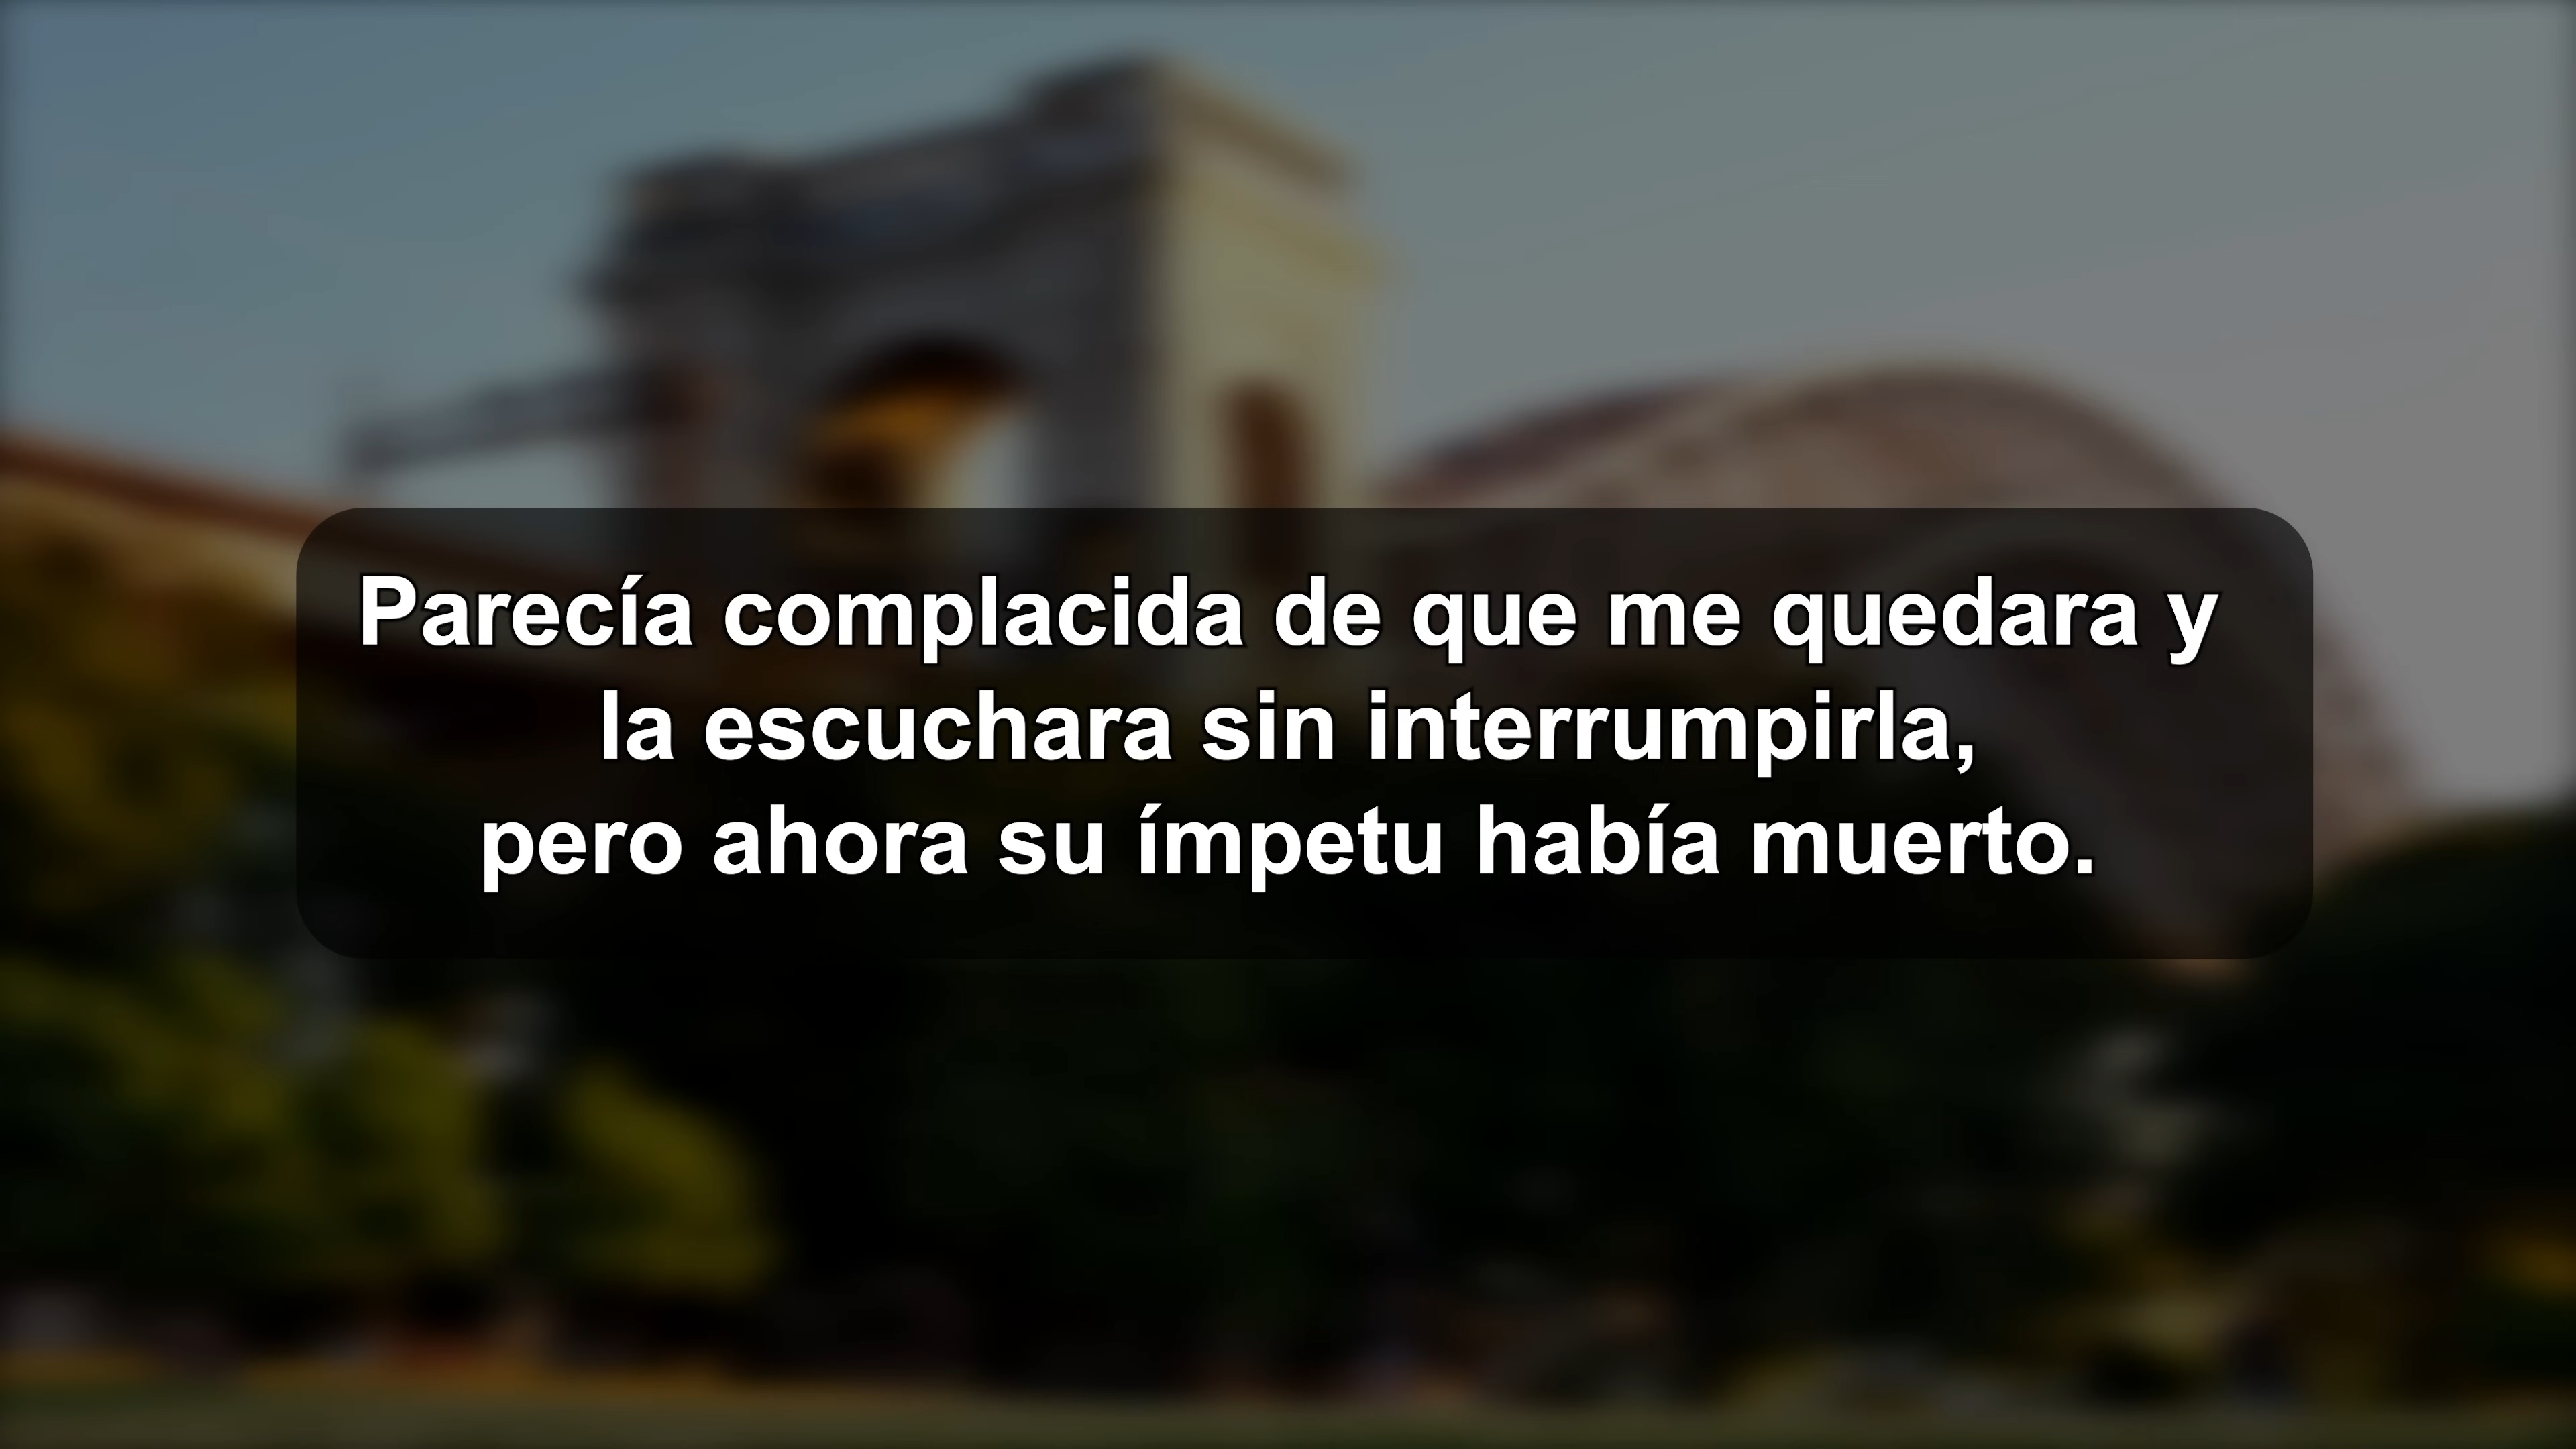 Parecía complacida de que me quedara y
la escuchara sin interrumpirla,
pero ahora su ímpetu había muerto.